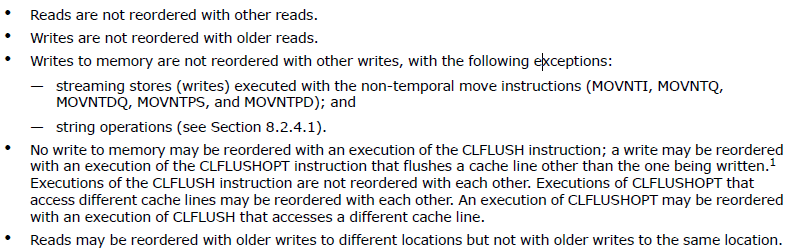 • Reads are not reordered with other reads.
• Writes are not reordered with older reads.
• Writes to memory are not reordered with other writes, with the following exceptions:
— streaming stores (writes) executed with the non-temporal move instructions (MOVNTI, MOVNTQ,
MOVNTDQ, MOVNTPS, and MOVNTPD); and
— string operations (see Section 8.2.4.1).
• No write to memory may be reordered with an execution of the CLFLUSH instruction; a write may be reordered
with an execution of the CLFLUSHOPT instruction that flushes a cache line other than the one being written.1
Executions of the CLFLUSH instruction are not reordered with each other. Executions of CLFLUSHOPT that
access different cache lines may be reordered with each other. An execution of CLFLUSHOPT may be reordered
with an execution of CLFLUSH that accesses a different cache line.
• Reads may be reordered with older writes to different locations but not with older writes to the same location.